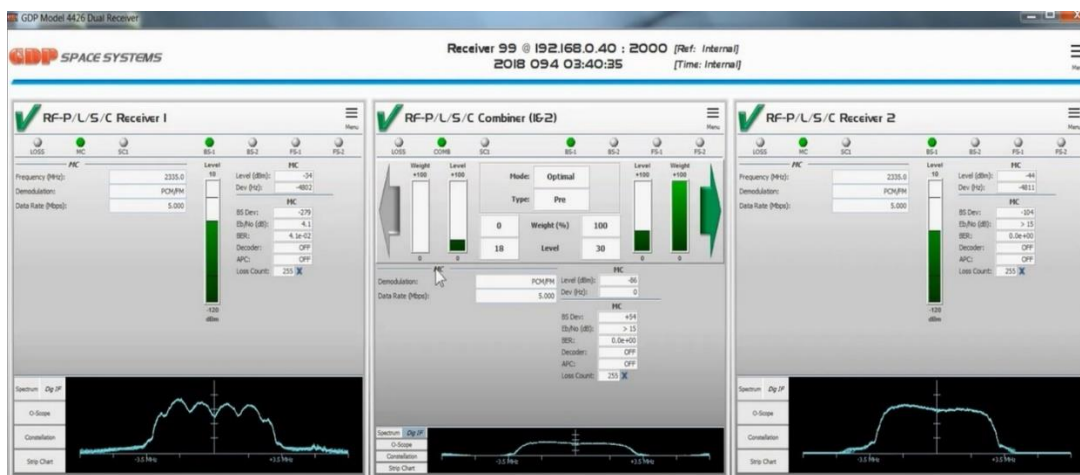 GDP Model 4426 Dual Receiver
GDP SPACE SYSTEMS
Receiver 99 @ 192.168.0.40 : 2000 [Ref: Internal]
2018 094 03:40:35 [Time: Internal]
Menu
RF-P/L/S/C Receiver 1
Menu
LOSS MC SC1 BS-1 BS-2 FS-1 FS-2
MC
Frequency (MHz): 2335.0
Demodulation: PCM/FM
Data Rate (Mbps): 5.000
Level
10
-120
dBm
MC
Level (dBm): -34
Dev (Hz): -4802
MC
BS Dev: -279
Eb/No (dB): 4.1
BER: 4.1e-02
Decoder: OFF
APC: OFF
Loss Count: 255 X
Spectrum Dig IF
O-Scope
Constellation
Strip Chart
-3.5 MHz +3.5 MHz
RF-P/L/S/C Combiner (1&2)
Menu
LOSS COMB SC1 BS-1 BS-2 FS-1 FS-2
Weight Level Level Weight
+100 +100 +100 +100
Mode: Optimal
Type: Pre
0 Weight (%) 100
18 Level 30
0 0 0 0
MC
Demodulation: PCM/FM
Data Rate (Mbps): 5.000
MC
Level (dBm): -86
Dev (Hz): 0
MC
BS Dev: +54
Eb/No (dB): > 15
BER: 0.0e+00
Decoder: OFF
APC: OFF
Loss Count: 255 X
Spectrum Dig IF
O-Scope
Constellation
Strip Chart
-3.5 MHz +3.5 MHz
RF-P/L/S/C Receiver 2
Menu
LOSS MC SC1 BS-1 BS-2 FS-1 FS-2
MC
Frequency (MHz): 2335.0
Demodulation: PCM/FM
Data Rate (Mbps): 5.000
Level
10
-120
dBm
MC
Level (dBm): -44
Dev (Hz): -4811
MC
BS Dev: -104
Eb/No (dB): > 15
BER: 0.0e+00
Decoder: OFF
APC: OFF
Loss Count: 255 X
Spectrum Dig IF
O-Scope
Constellation
Strip Chart
-3.5 MHz +3.5 MHz